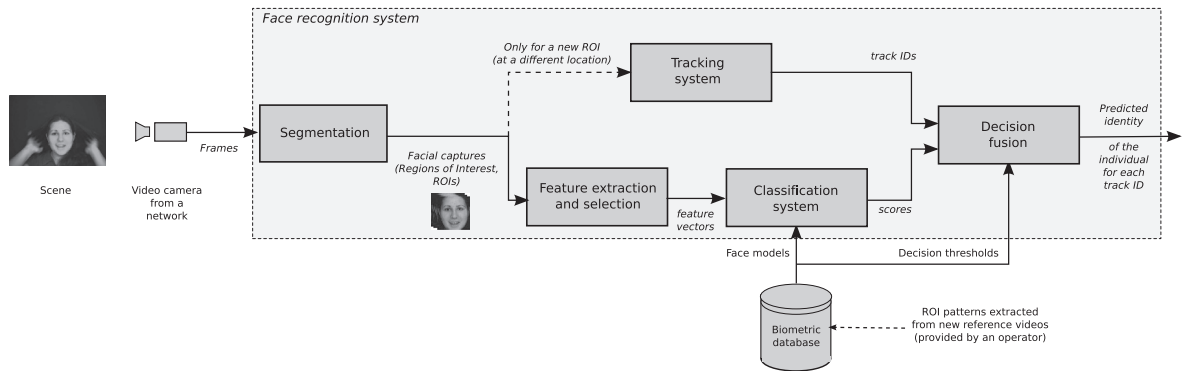 Face recognition system
Only for a new ROI
(at a different location)
Tracking
system
track IDs
Segmentation
Frames
Facial captures
(Regions of Interest,
ROIs)
Feature extraction
and selection
feature
vectors
Classification
system
scores
Decision
fusion
Predicted
identity
of the
individual
for each
track ID
Scene
Video camera
from a
network
Face models
Decision thresholds
Biometric
database
ROI patterns extracted
from new reference videos
(provided by an operator)